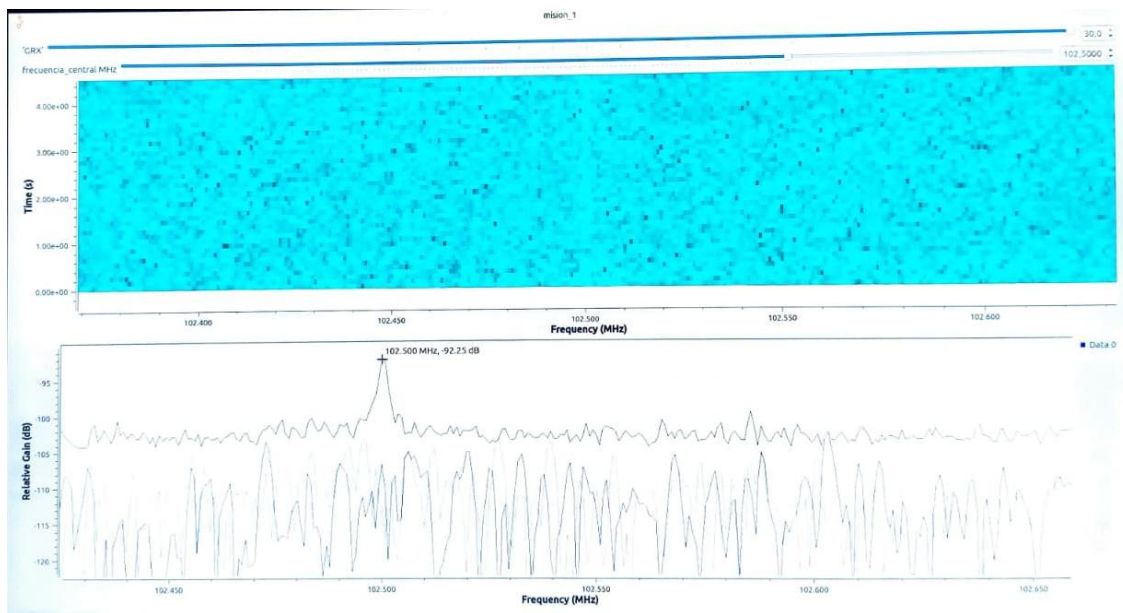 mision_1
'GRX'
30.0
frecuencia_central MHz
102.5000
4.00e+00
3.00e+00
2.00e+00
1.00e+00
0.00e+00
Time (s)
102.400 102.450 102.500 102.550 102.600
Frequency (MHz)
102.500 MHz, -92.25 dB
Data 0
-95
-100
-105
-110
-115
-120
Relative Gain (dB)
102.450 102.500 102.550 102.600 102.650
Frequency (MHz)